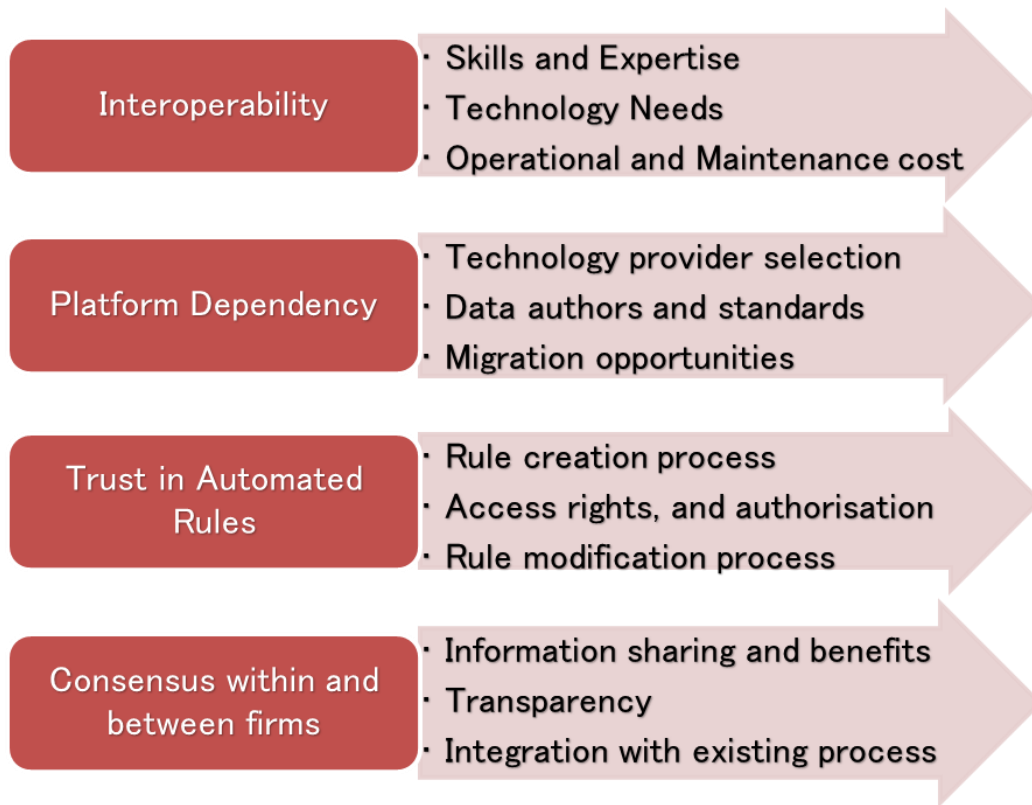 Interoperability
· Skills and Expertise
· Technology Needs
· Operational and Maintenance cost
Platform Dependency
· Technology provider selection
· Data authors and standards
· Migration opportunities
Trust in Automated
Rules
· Rule creation process
· Access rights, and authorisation
· Rule modification process
Consensus within and
between firms
· Information sharing and benefits
· Transparency
· Integration with existing process